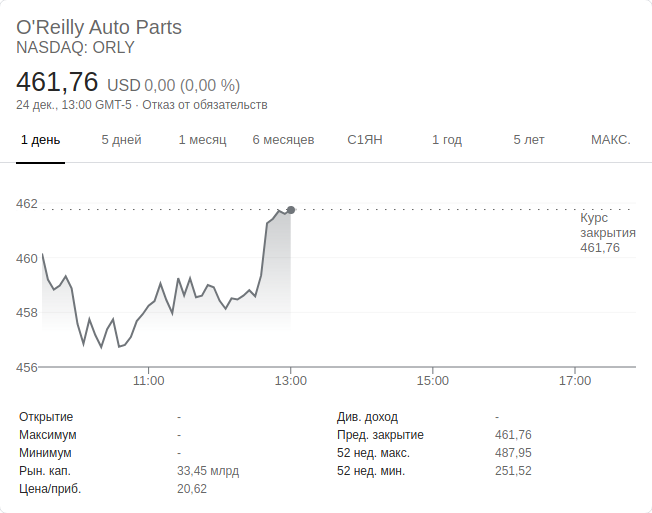 O'Reilly Auto Parts
NASDAQ: ORLY
461,76 USD 0,00 (0,00 %)
24 дек., 13:00 GMT-5 · Отказ от обязательств
1 день 5 дней 1 месяц 6 месяцев С1ЯН 1 год 5 лет МАКС.
462
Курс
закрытия
461,76
460
458
456
11:00 13:00 15:00 17:00
Открытие - Див. доход -
Максимум - Пред. закрытие 461,76
Минимум - 52 нед. макс. 487,95
Рын. кап. 33,45 млрд 52 нед. мин. 251,52
Цена/приб. 20,62